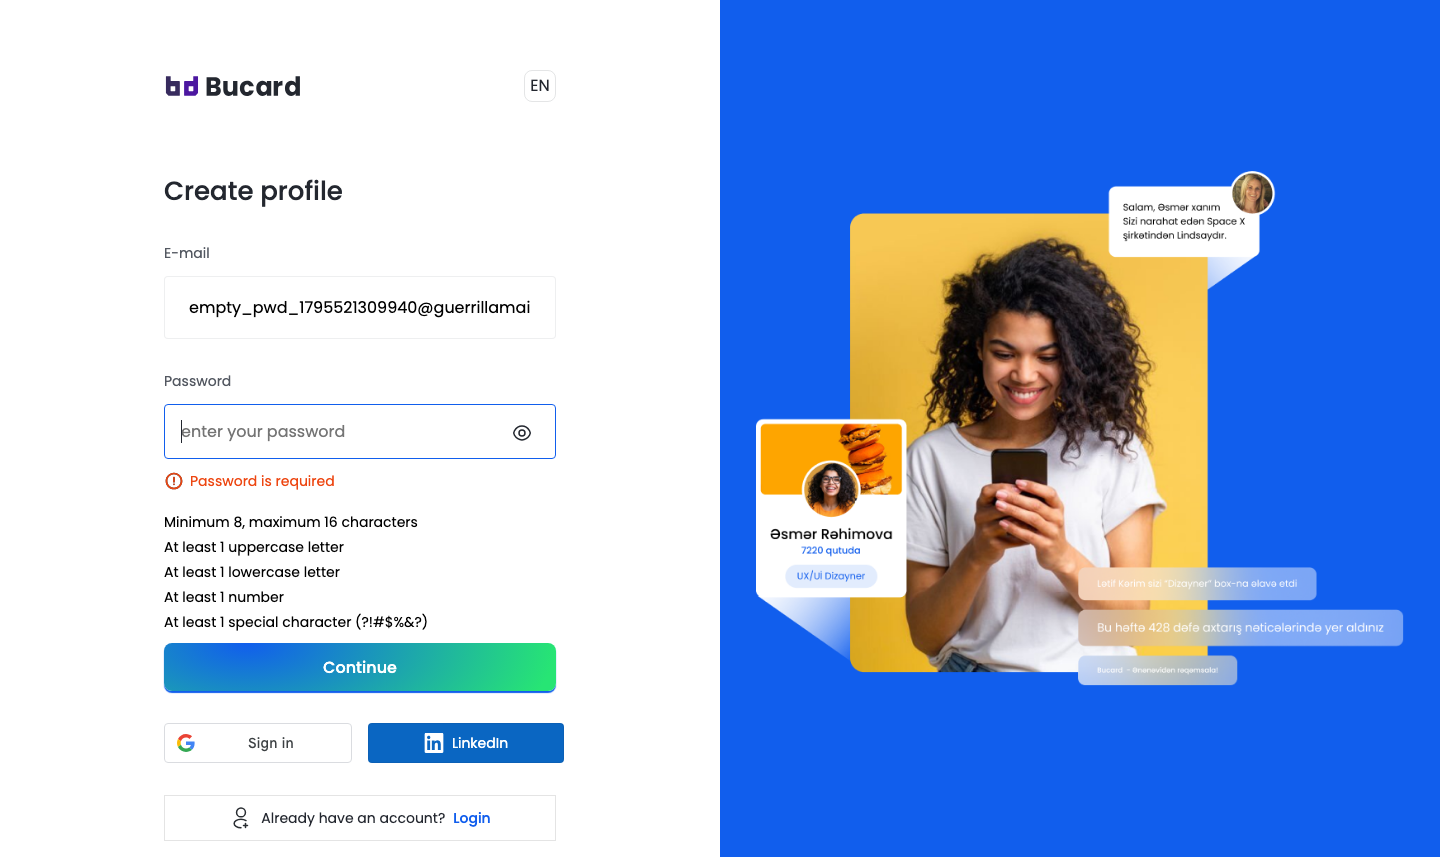 bd Bucard
EN
Create profile
E-mail
empty_pwd_1795521309940@guerrillamai
Password
enter your password
Password is required
Minimum 8, maximum 16 characters
At least 1 uppercase letter
At least 1 lowercase letter
At least 1 number
At least 1 special character (?!#$%&?)
Continue
Sign in
LinkedIn
Already have an account? Login
Salam, Əsmər xanım
Sizi narahat edən Space X
şirkətindən Lindsaydır.
Əsmər Rəhimova
7220 qutuda
UX/Uİ Dizayner
Lətif Kərim sizi "Dizayner" box-na əlavə etdi
Bu həftə 428 dəfə axtarış nəticələrində yer aldınız
Bucard - Ənənəvidən rəqəmsala!